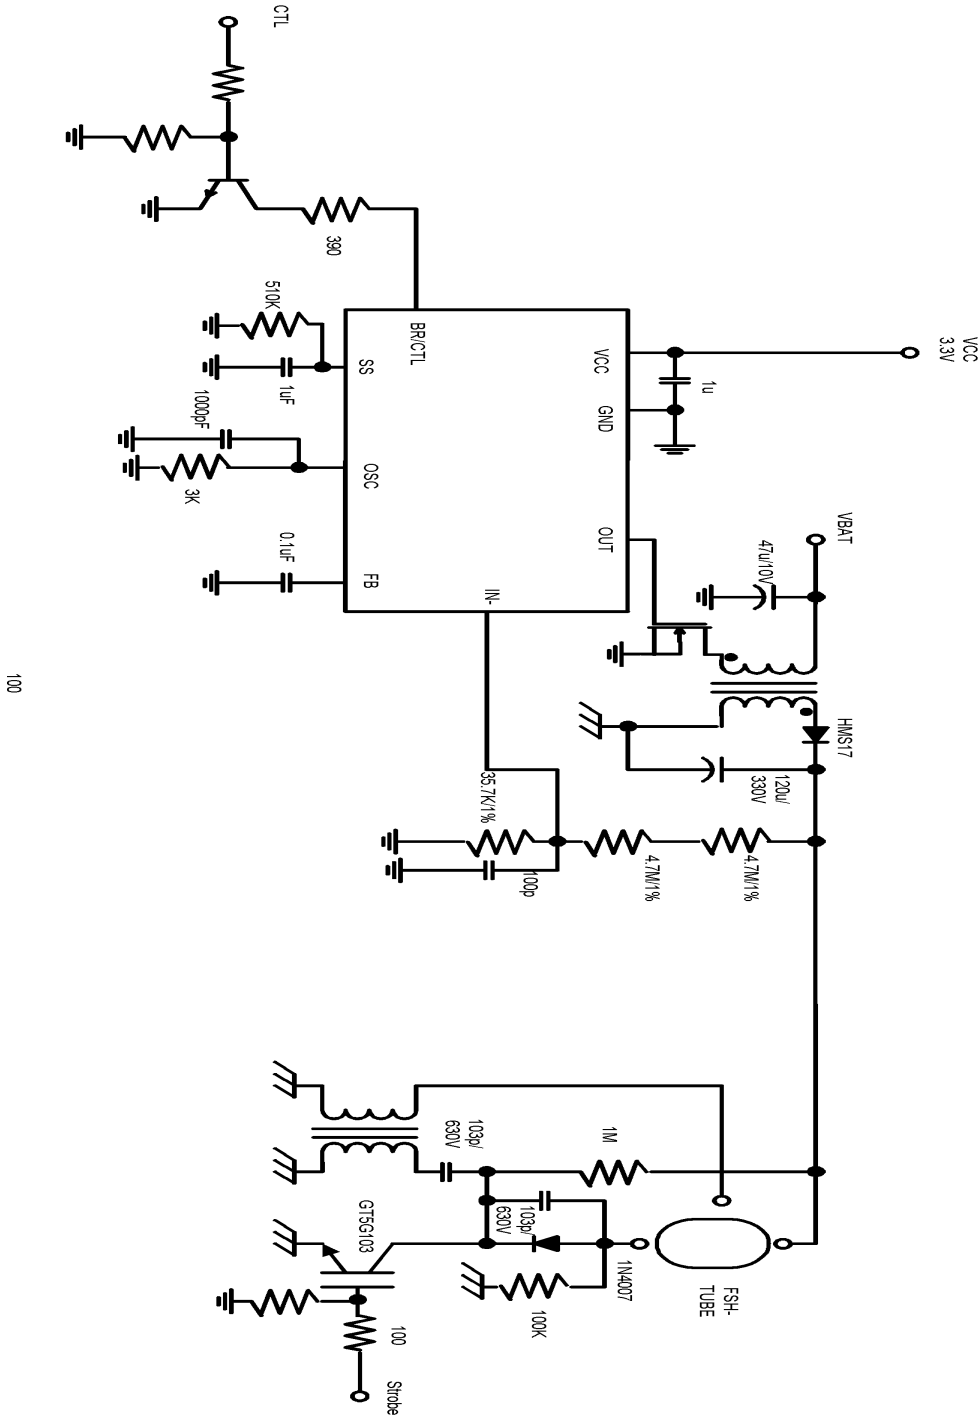 CTL
390
510K
1uF
1000pF
3K
0.1uF
BR/CTL
SS
OSC
FB
VCC
GND
OUT
IN-
1u
VCC
3.3V
VBAT
47u/10V
HMS17
120u/
330V
35.7K/1%
100p
4.7M/1%
4.7M/1%
103p/
630V
1M
103p/
630V
GT5G103
1N4007
100K
FSH-
TUBE
100
Strobe
100